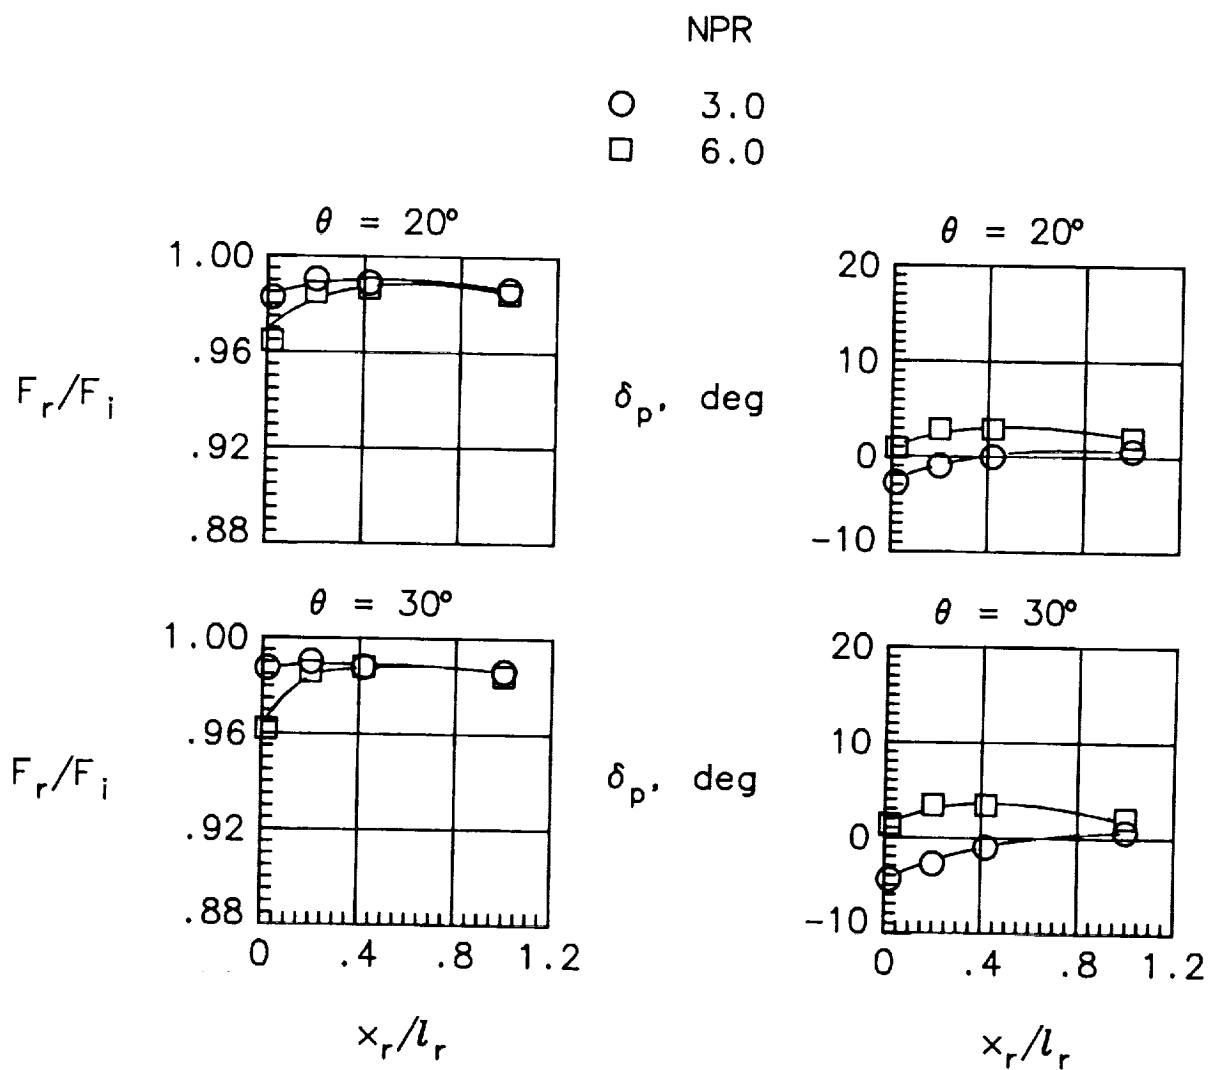 NPR
3.0
6.0
θ = 20°
1.00
.96
.92
.88
F_r/F_i
θ = 20°
20
10
0
-10
δ_p, deg
θ = 30°
1.00
.96
.92
.88
F_r/F_i
0 .4 .8 1.2
x_r/l_r
θ = 30°
20
10
0
-10
δ_p, deg
0 .4 .8 1.2
x_r/l_r